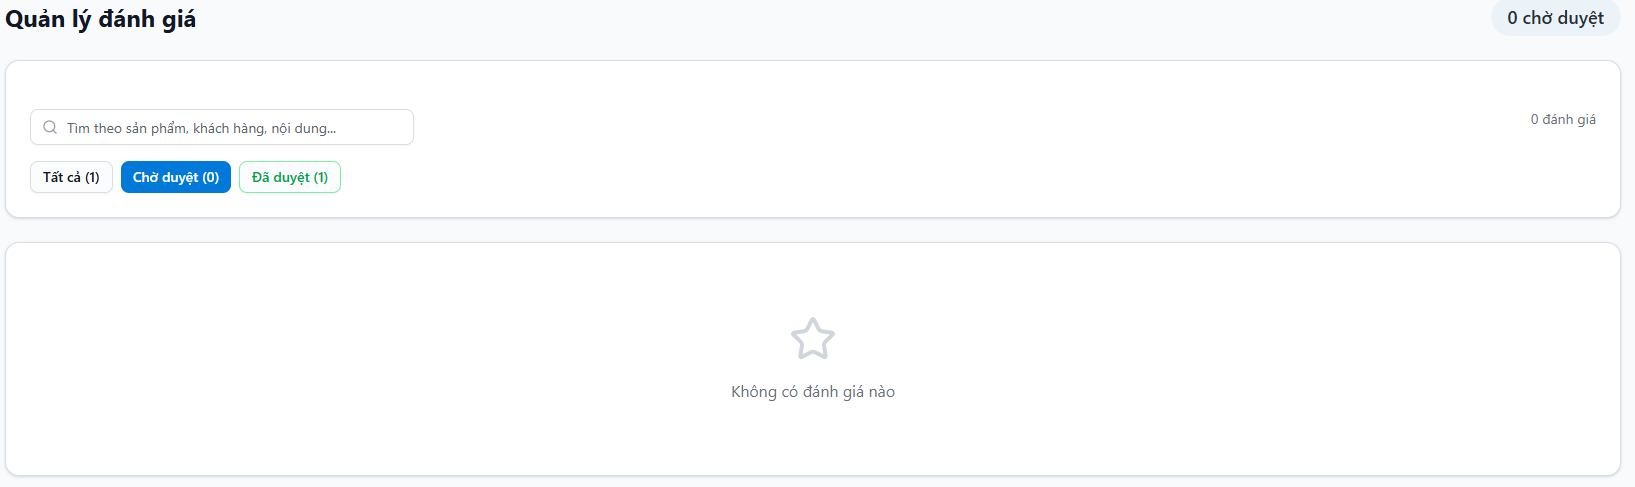 Quản lý đánh giá
0 chờ duyệt
Tìm theo sản phẩm, khách hàng, nội dung...
0 đánh giá
Tất cả (1)
Chờ duyệt (0)
Đã duyệt (1)
Không có đánh giá nào